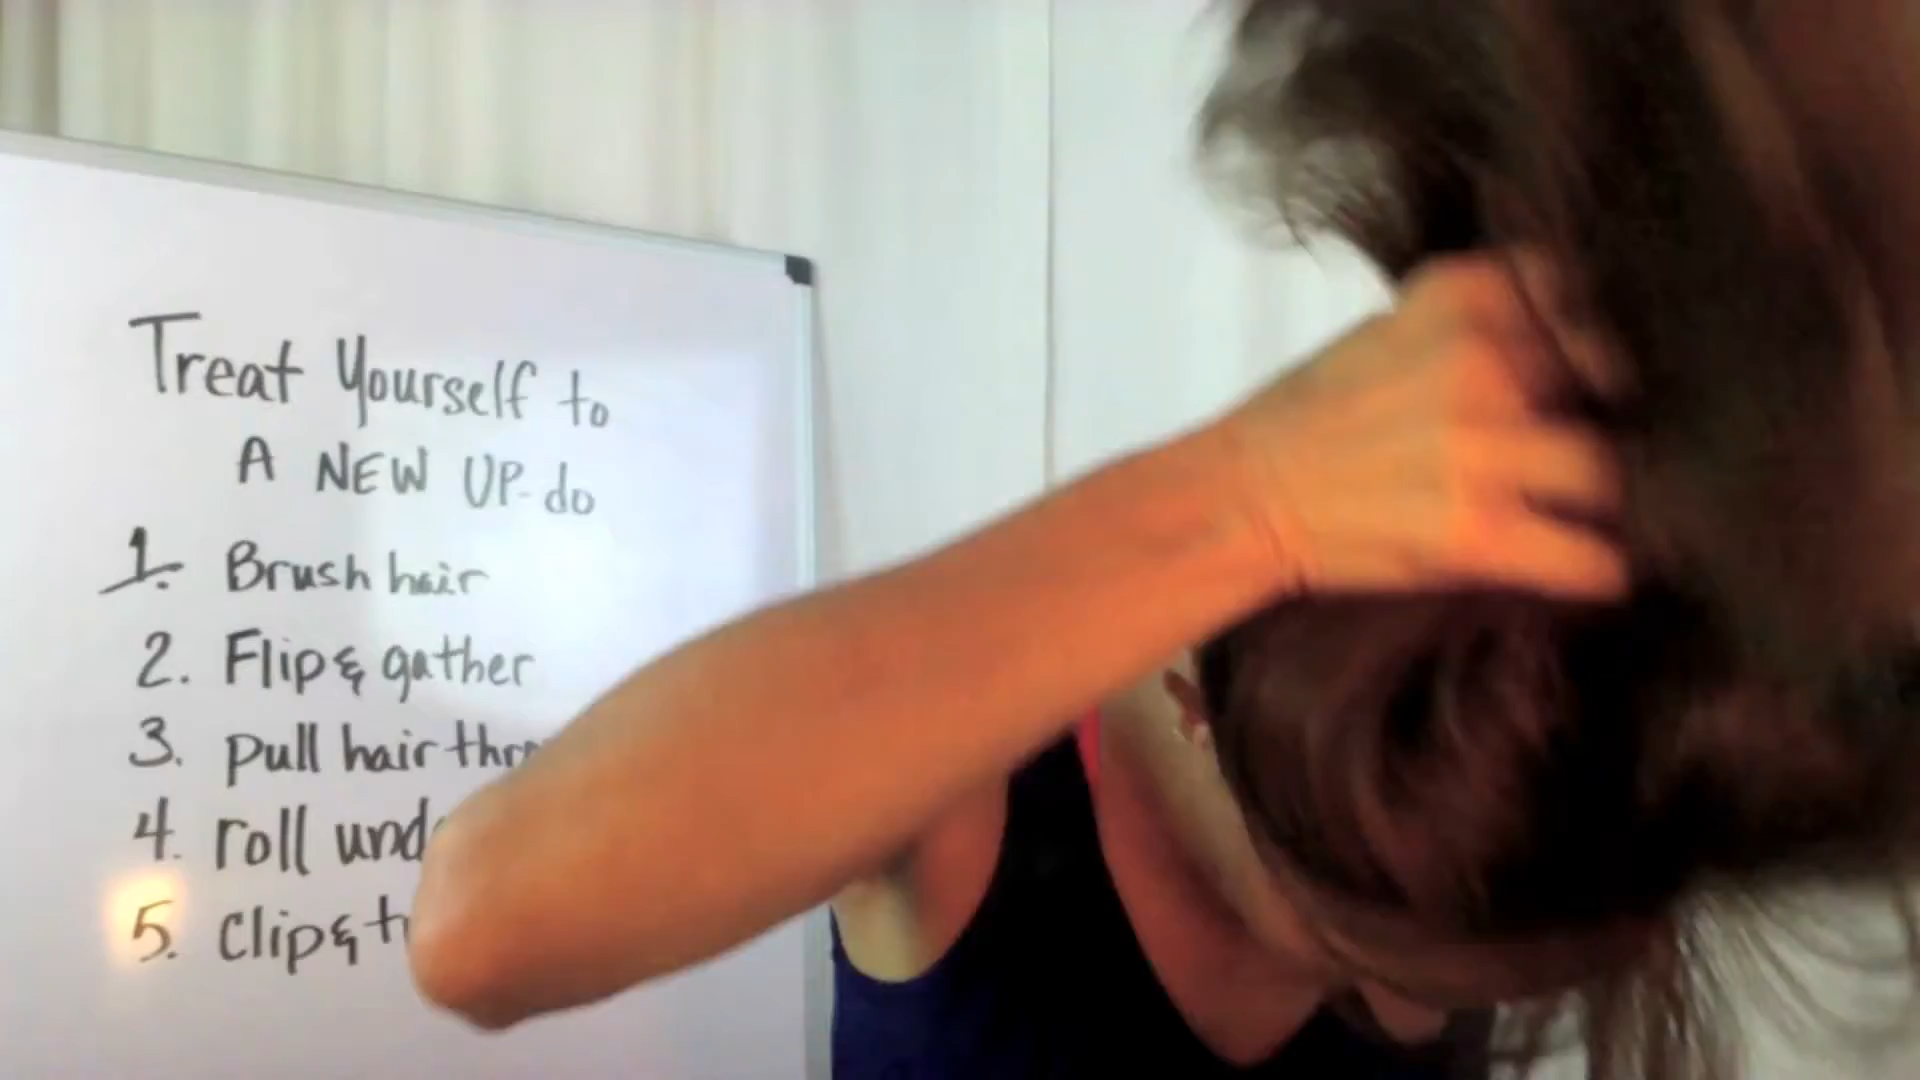 Treat Yourself to
A NEW UP-do
1. Brush hair
2. Flip & gather
3. pull hair
4. roll
5. Clip &